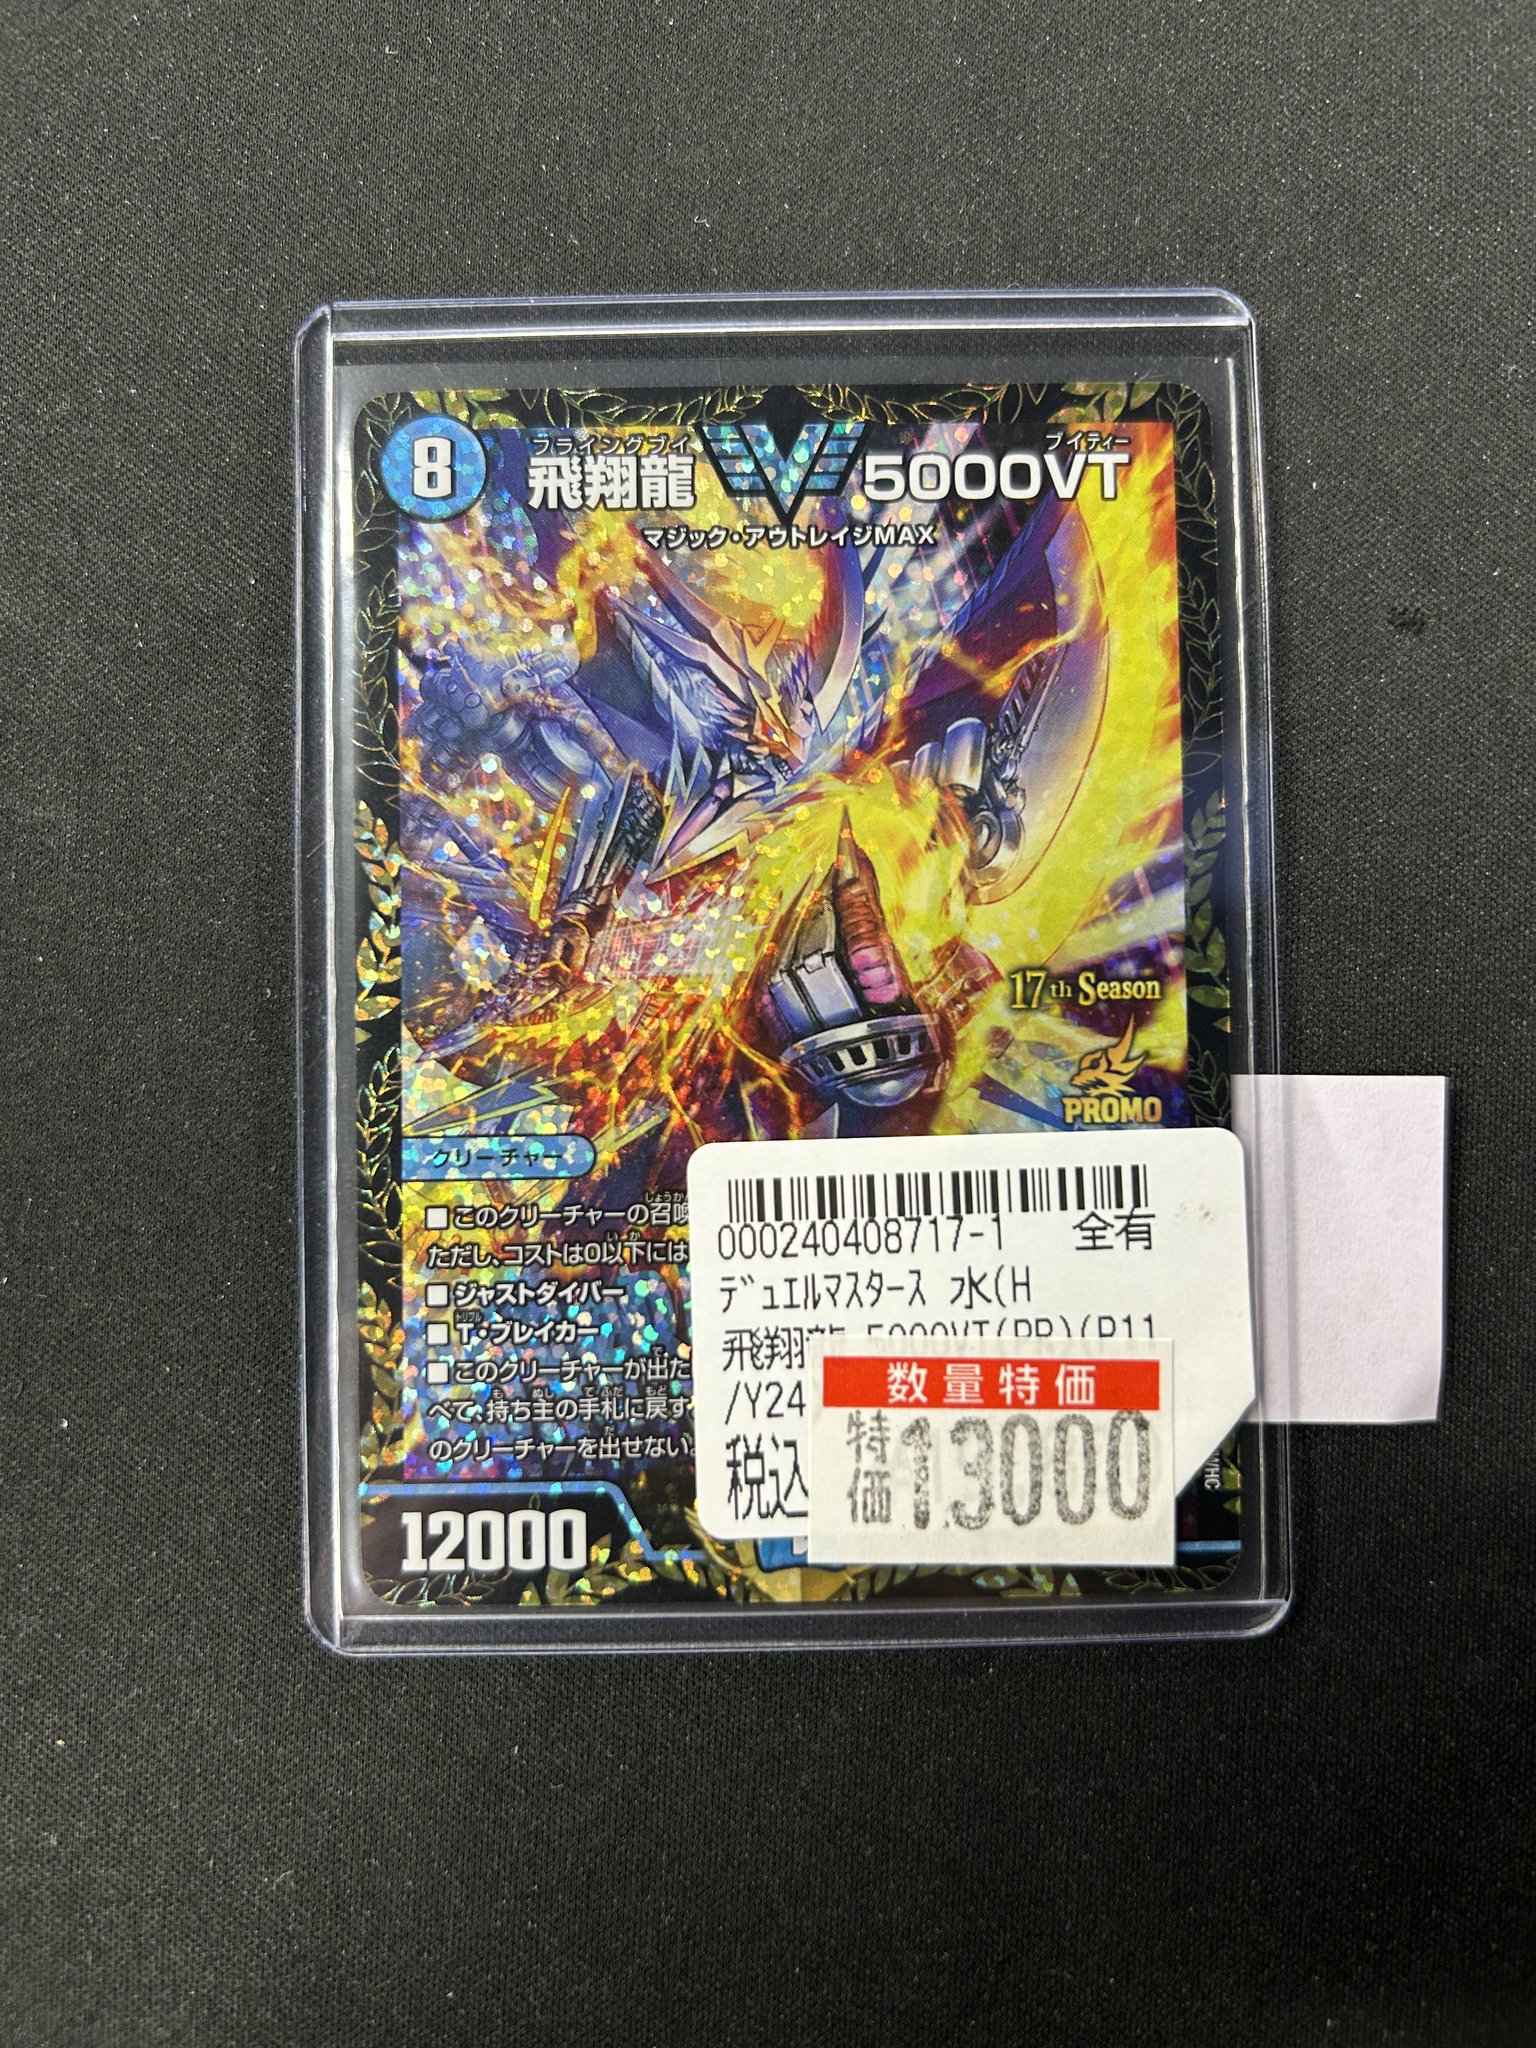 8
フライングブイ
ブイティー
飛翔龍 5000VT
マジック・アウトレイジMAX
17th Season
PROMO
クリーチャー
■このクリーチャーの召喚
ただし、コストは0以下には
■ジャストダイバー
■T・ブレイカー
■このクリーチャーが出た
べて、持ち主の手札に戻す
のクリーチャーを出せない
12000
000240408717-1 全有
デュエルマスターズ 水(H
飛翔龍 5000VT(PR)(P11
/Y24
税込
数量特価
特価 13000